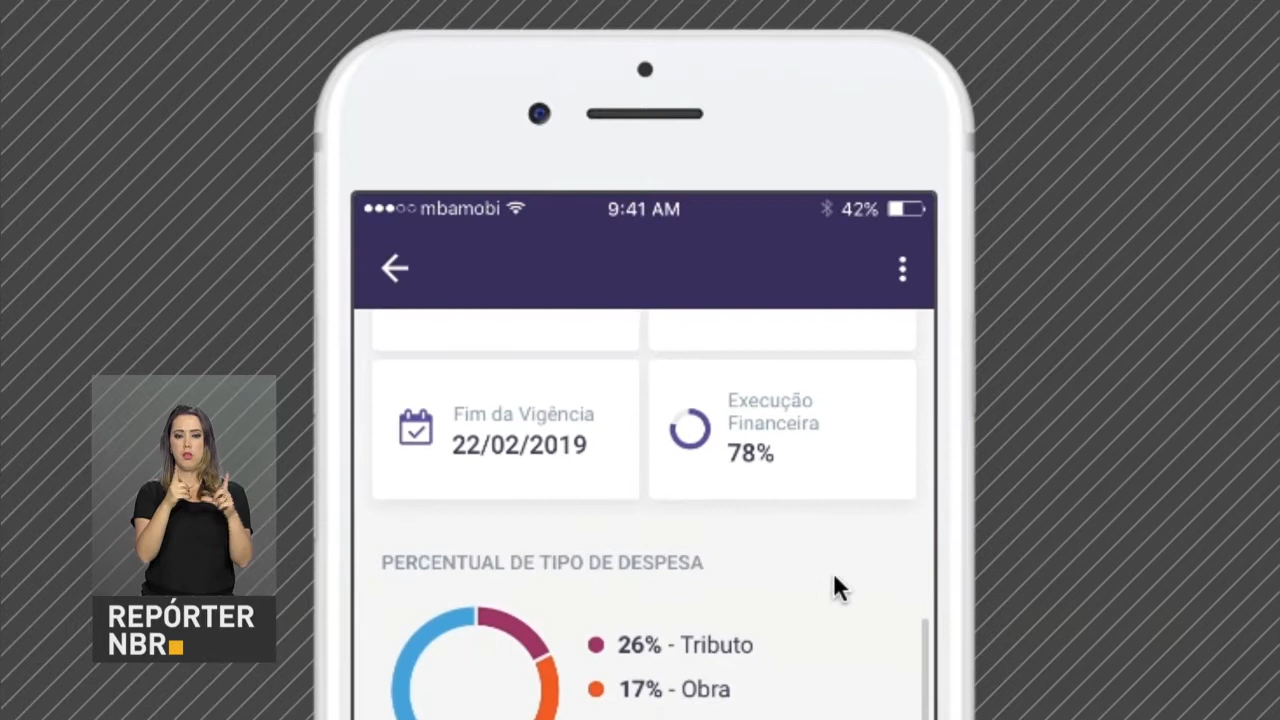 mbamobi 9:41 AM 42%
Fim da Vigência
22/02/2019
Execução
Financeira
78%
PERCENTUAL DE TIPO DE DESPESA
26% - Tributo
17% - Obra
REPÓRTER
NBR